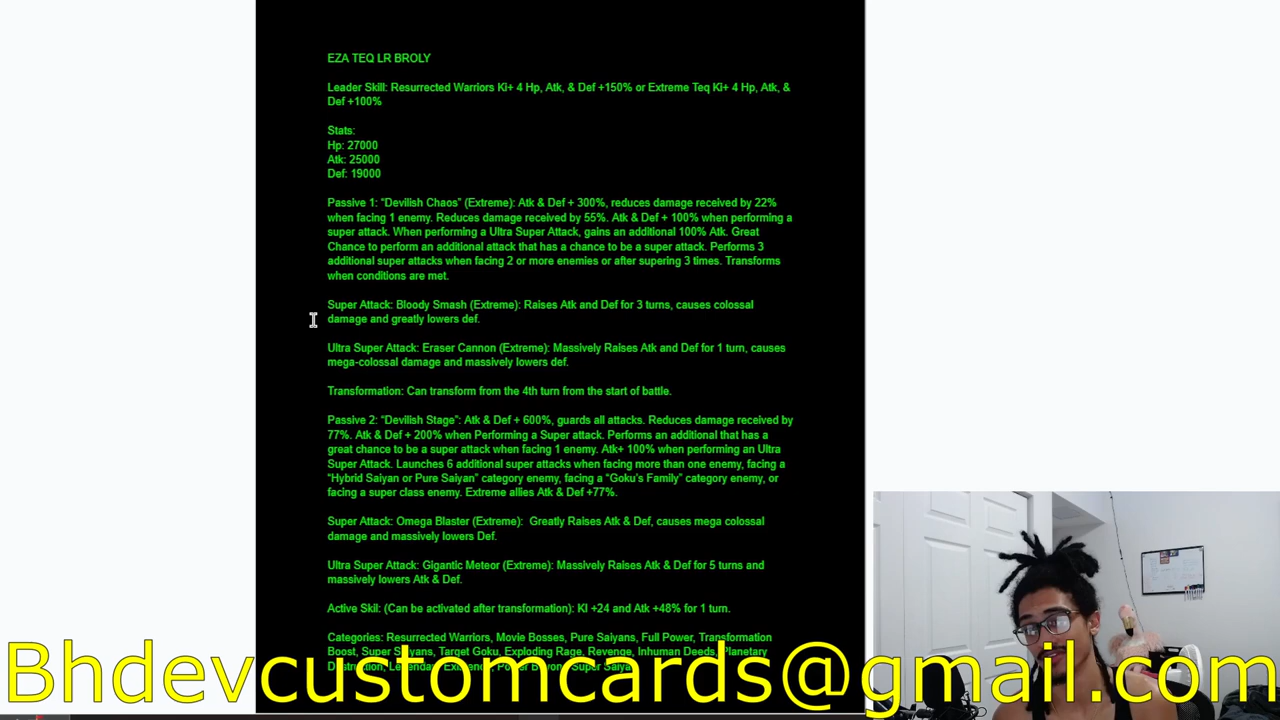 EZA TEQ LR BROLY
Leader Skill: Resurrected Warriors Ki+ 4 Hp, Atk, & Def +150% or Extreme Teq Ki+ 4 Hp, Atk, &
Def +100%
Stats:
Hp: 27000
Atk: 25000
Def: 19000
Passive 1: “Devilish Chaos” (Extreme): Atk & Def + 300%, reduces damage received by 22%
when facing 1 enemy. Reduces damage received by 55%. Atk & Def + 100% when performing a
super attack. When performing a Ultra Super Attack, gains an additional 100% Atk. Great
Chance to perform an additional attack that has a chance to be a super attack. Performs 3
additional super attacks when facing 2 or more enemies or after supering 3 times. Transforms
when conditions are met.
Super Attack: Bloody Smash (Extreme): Raises Atk and Def for 3 turns, causes colossal
damage and greatly lowers def.
Ultra Super Attack: Eraser Cannon (Extreme): Massively Raises Atk and Def for 1 turn, causes
mega-colossal damage and massively lowers def.
Transformation: Can transform from the 4th turn from the start of battle.
Passive 2: “Devilish Stage”: Atk & Def + 600%, guards all attacks. Reduces damage received by
77%. Atk & Def + 200% when Performing a Super attack. Performs an additional that has a
great chance to be a super attack when facing 1 enemy. Atk+ 100% when performing an Ultra
Super Attack. Launches 6 additional super attacks when facing more than one enemy, facing a
“Hybrid Saiyan or Pure Saiyan” category enemy, facing a “Goku’s Family” category enemy, or
facing a super class enemy. Extreme allies Atk & Def +77%.
Super Attack: Omega Blaster (Extreme): Greatly Raises Atk & Def, causes mega colossal
damage and massively lowers Def.
Ultra Super Attack: Gigantic Meteor (Extreme): Massively Raises Atk & Def for 5 turns and
massively lowers Atk & Def.
Active Skil: (Can be activated after transformation): KI +24 and Atk +48% for 1 turn.
Categories: Resurrected Warriors, Movie Bosses, Pure Saiyans, Full Power, Transformation
Boost, Super Saiyans, Target Goku, Exploding Rage, Revenge, Inhuman Deeds, Planetary
Super
Bhdevcustomcards@gmail.com